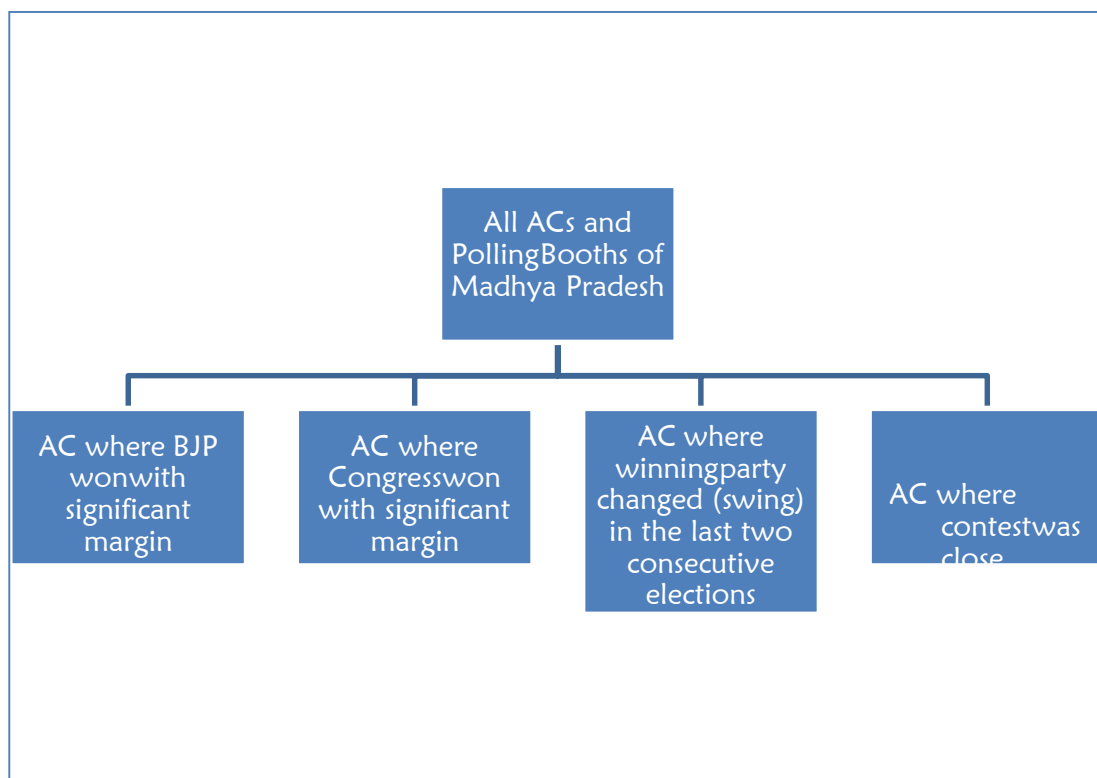 All ACs and
PollingBooths of
Madhya Pradesh
AC where BJP
wonwith
significant
margin
AC where
Congresswon
with significant
margin
AC where
winningparty
changed (swing)
in the last two
consecutive
elections
AC where
contestwas
close